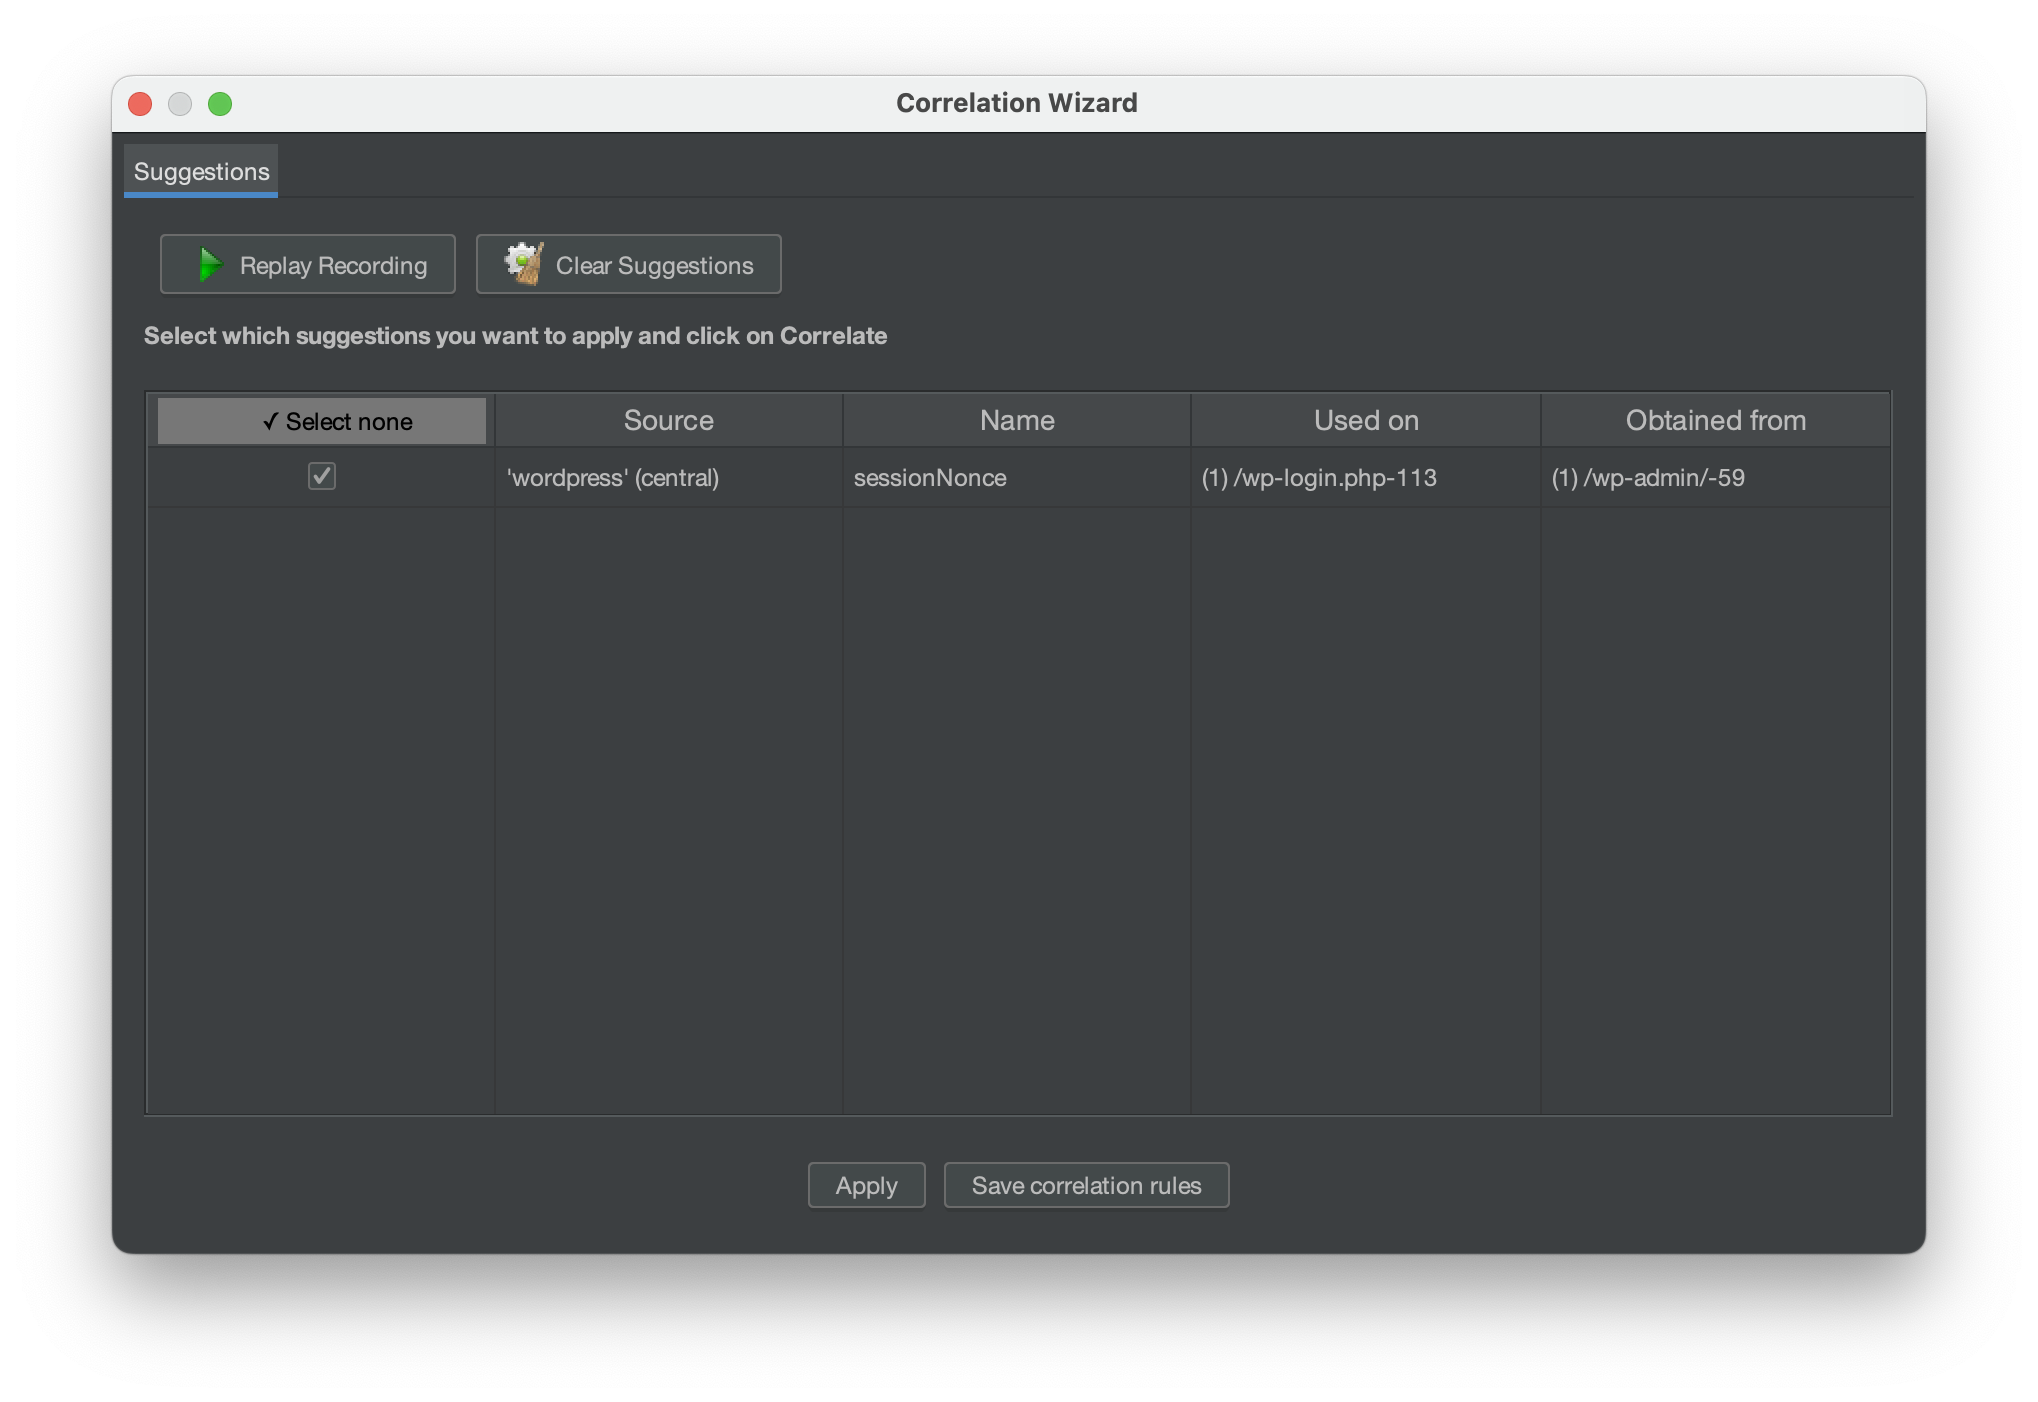 Correlation Wizard
Suggestions
Replay Recording
Clear Suggestions
Select which suggestions you want to apply and click on Correlate
✓ Select none Source Name Used on Obtained from
'wordpress' (central) sessionNonce (1) /wp-login.php-113 (1) /wp-admin/-59
Apply
Save correlation rules